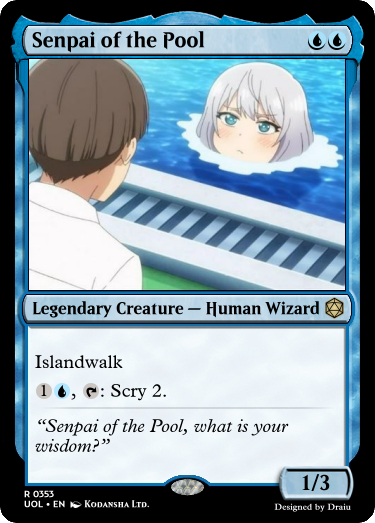 Senpai of the Pool
Legendary Creature — Human Wizard
Islandwalk
1, : Scry 2.
“Senpai of the Pool, what is your
wisdom?”
1/3
R 0353
UOL • EN Kodansha Ltd.
Designed by Draiu